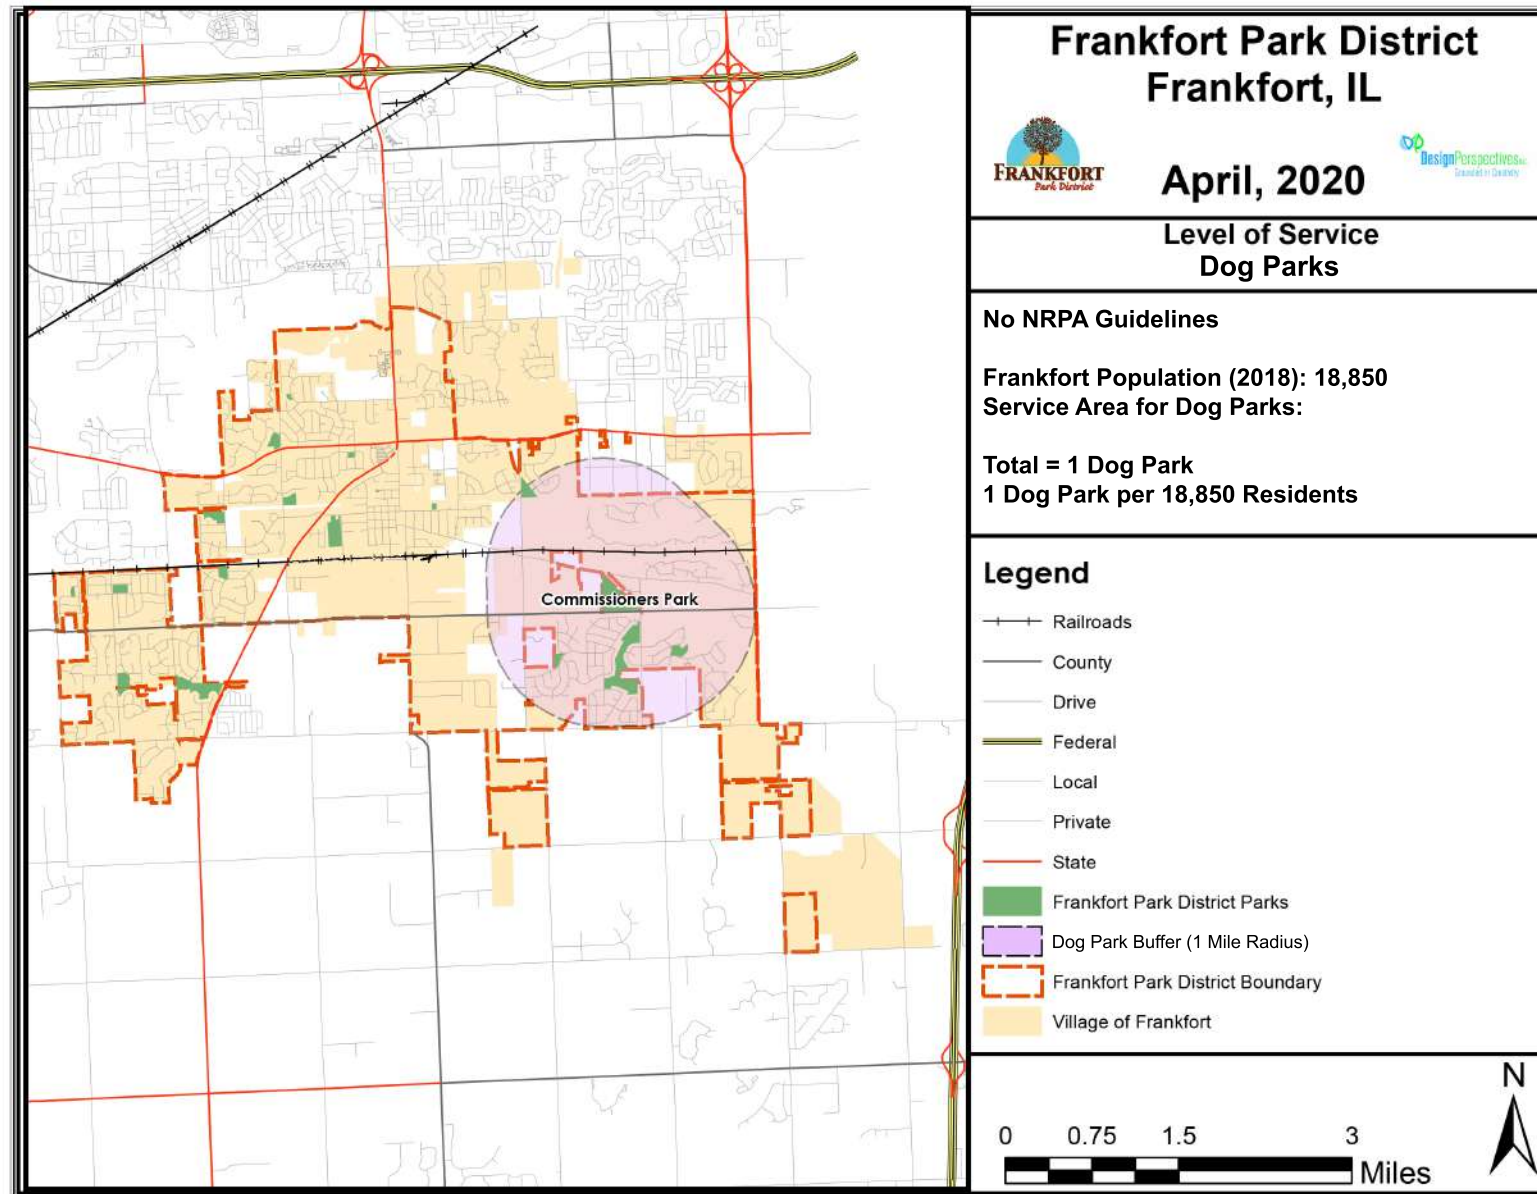 Frankfort Park District
Frankfort, IL
FRANKFORT
Park District
April, 2020
DesignPerspectives
Grounded in Creativity
Level of Service
Dog Parks
No NRPA Guidelines
Frankfort Population (2018): 18,850
Service Area for Dog Parks:
Total = 1 Dog Park
1 Dog Park per 18,850 Residents
Commissioners Park
Legend
Railroads
County
Drive
Federal
Local
Private
State
Frankfort Park District Parks
Dog Park Buffer (1 Mile Radius)
Frankfort Park District Boundary
Village of Frankfort
N
0 0.75 1.5 3
Miles